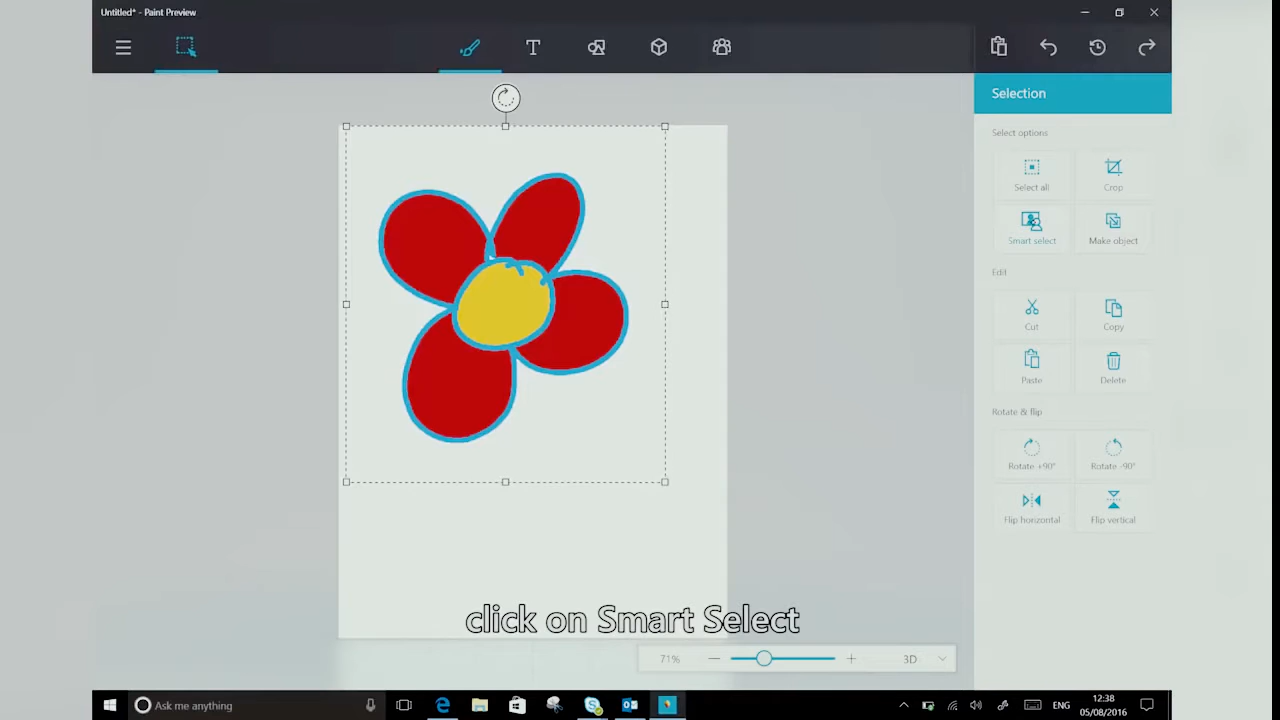 Untitled* - Paint Preview
Selection
Select options
Select all
Crop
Smart select
Make object
Edit
Cut
Copy
Paste
Delete
Rotate & flip
Rotate +90°
Rotate -90°
Flip horizontal
Flip vertical
click on Smart Select
71%
3D
Ask me anything
ENG
12:38
05/08/2016